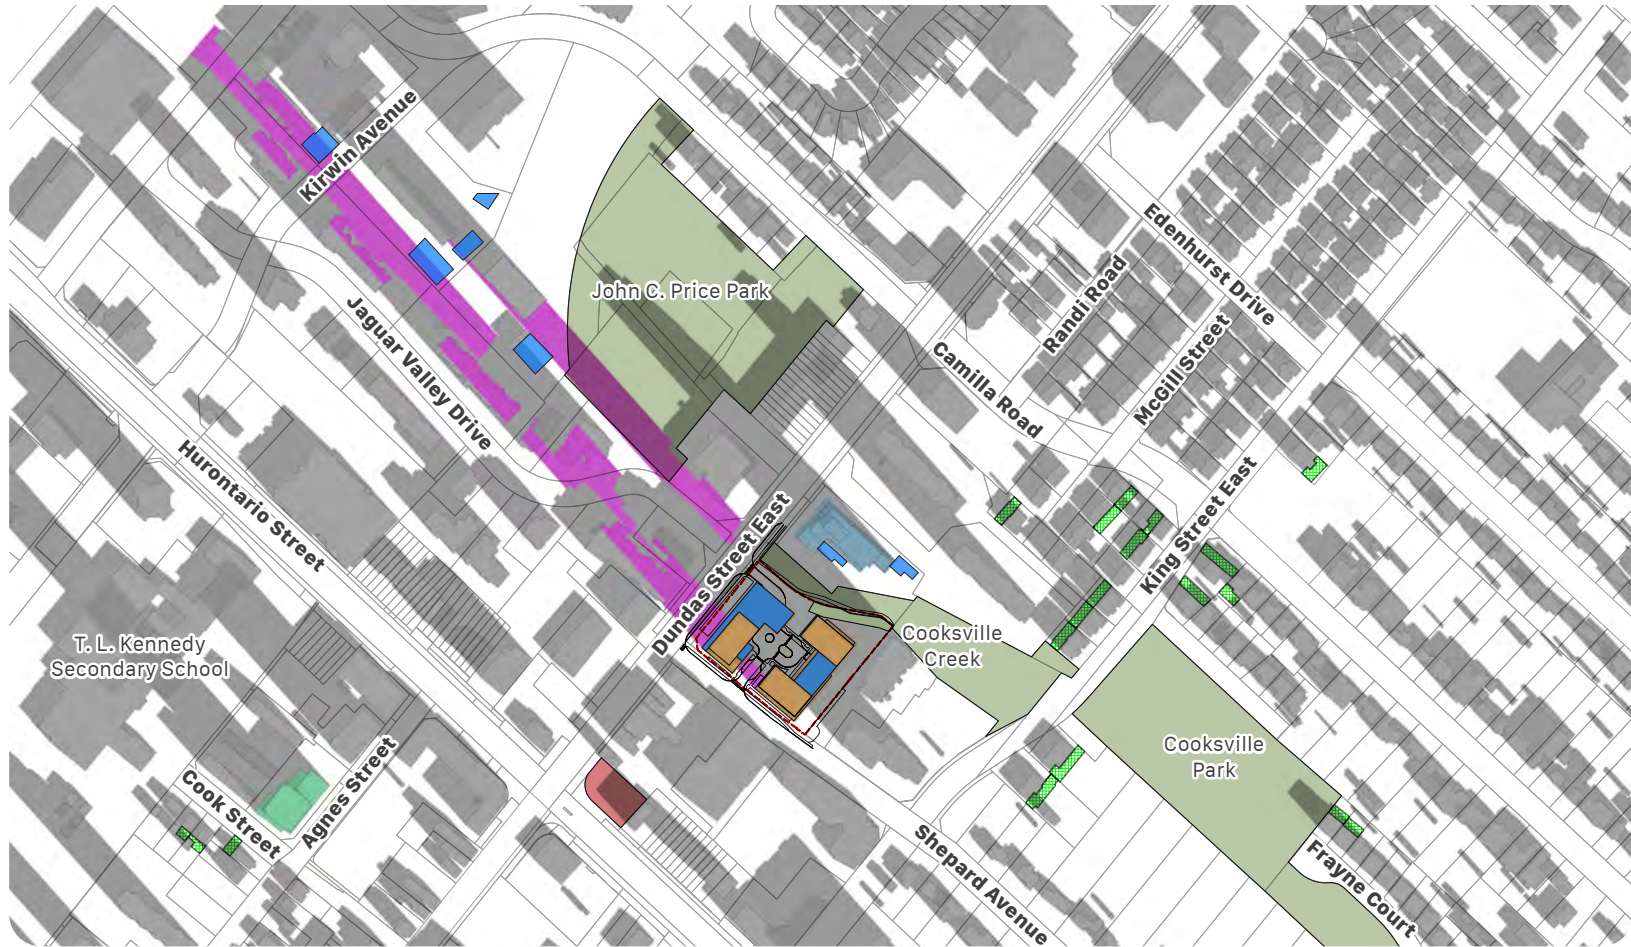 Kirwin Avenue
Edenhurst Drive
John C. Price Park
Randi Road
Jaguar Valley Drive
McGill Street
Camilla Road
Hurontario Street
King Street East
Dundas Street East
T. L. Kennedy
Secondary School
Cooksville
Creek
Cooksville
Park
Agnes Street
Cook Street
Shepard Avenue
Frayne Court